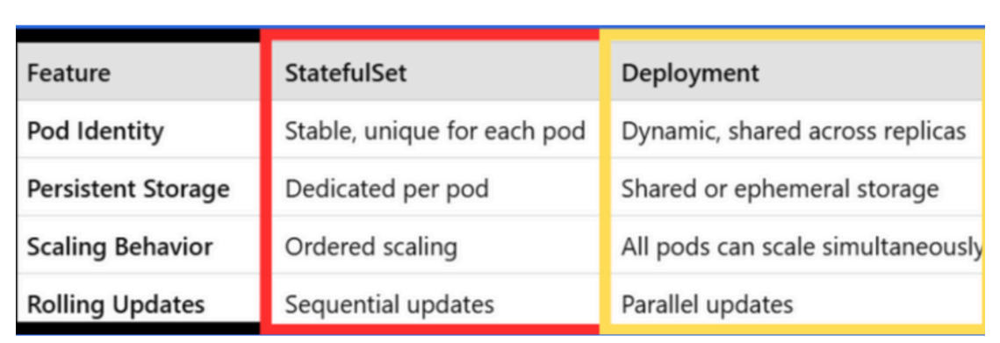 Feature StatefulSet Deployment
Pod Identity Stable, unique for each pod Dynamic, shared across replicas
Persistent Storage Dedicated per pod Shared or ephemeral storage
Scaling Behavior Ordered scaling All pods can scale simultaneously
Rolling Updates Sequential updates Parallel updates